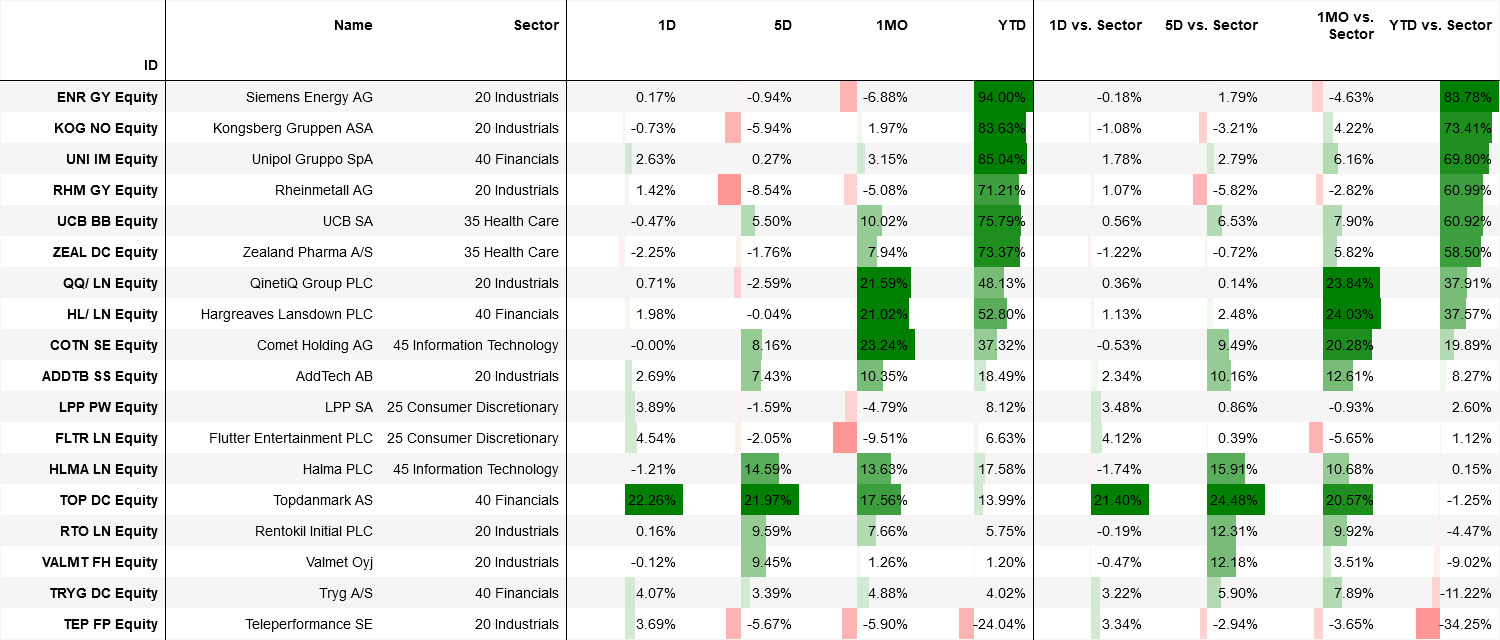 ID Name Sector 1D 5D 1MO YTD 1D vs. Sector 5D vs. Sector 1MO vs. Sector YTD vs. Sector
ENR GY Equity Siemens Energy AG 20 Industrials 0.17% -0.94% -6.88% 94.00% -0.18% 1.79% -4.63% 83.78%
KOG NO Equity Kongsberg Gruppen ASA 20 Industrials -0.73% -5.94% 1.97% 83.63% -1.08% -3.21% 4.22% 73.41%
UNI IM Equity Unipol Gruppo SpA 40 Financials 2.63% 0.27% 3.15% 85.04% 1.78% 2.79% 6.16% 69.80%
RHM GY Equity Rheinmetall AG 20 Industrials 1.42% -8.54% -5.08% 71.21% 1.07% -5.82% -2.82% 60.99%
UCB BB Equity UCB SA 35 Health Care -0.47% 5.50% 10.02% 75.79% 0.56% 6.53% 7.90% 60.92%
ZEAL DC Equity Zealand Pharma A/S 35 Health Care -2.25% -1.76% 7.94% 73.37% -1.22% -0.72% 5.82% 58.50%
QQ/ LN Equity QinetiQ Group PLC 20 Industrials 0.71% -2.59% 21.59% 48.13% 0.36% 0.14% 23.84% 37.91%
HL/ LN Equity Hargreaves Lansdown PLC 40 Financials 1.98% -0.04% 21.02% 52.80% 1.13% 2.48% 24.03% 37.57%
COTN SE Equity Comet Holding AG 45 Information Technology -0.00% 8.16% 23.24% 37.32% -0.53% 9.49% 20.28% 19.89%
ADDTB SS Equity AddTech AB 20 Industrials 2.69% 7.43% 10.35% 18.49% 2.34% 10.16% 12.61% 8.27%
LPP PW Equity LPP SA 25 Consumer Discretionary 3.89% -1.59% -4.79% 8.12% 3.48% 0.86% -0.93% 2.60%
FLTR LN Equity Flutter Entertainment PLC 25 Consumer Discretionary 4.54% -2.05% -9.51% 6.63% 4.12% 0.39% -5.65% 1.12%
HLMA LN Equity Halma PLC 45 Information Technology -1.21% 14.59% 13.63% 17.58% -1.74% 15.91% 10.68% 0.15%
TOP DC Equity Topdanmark AS 40 Financials 22.26% 21.97% 17.56% 13.99% 21.40% 24.48% 20.57% -1.25%
RTO LN Equity Rentokil Initial PLC 20 Industrials 0.16% 9.59% 7.66% 5.75% -0.19% 12.31% 9.92% -4.47%
VALMT FH Equity Valmet Oyj 20 Industrials -0.12% 9.45% 1.26% 1.20% -0.47% 12.18% 3.51% -9.02%
TRYG DC Equity Tryg A/S 40 Financials 4.07% 3.39% 4.88% 4.02% 3.22% 5.90% 7.89% -11.22%
TEP FP Equity Teleperformance SE 20 Industrials 3.69% -5.67% -5.90% -24.04% 3.34% -2.94% -3.65% -34.25%